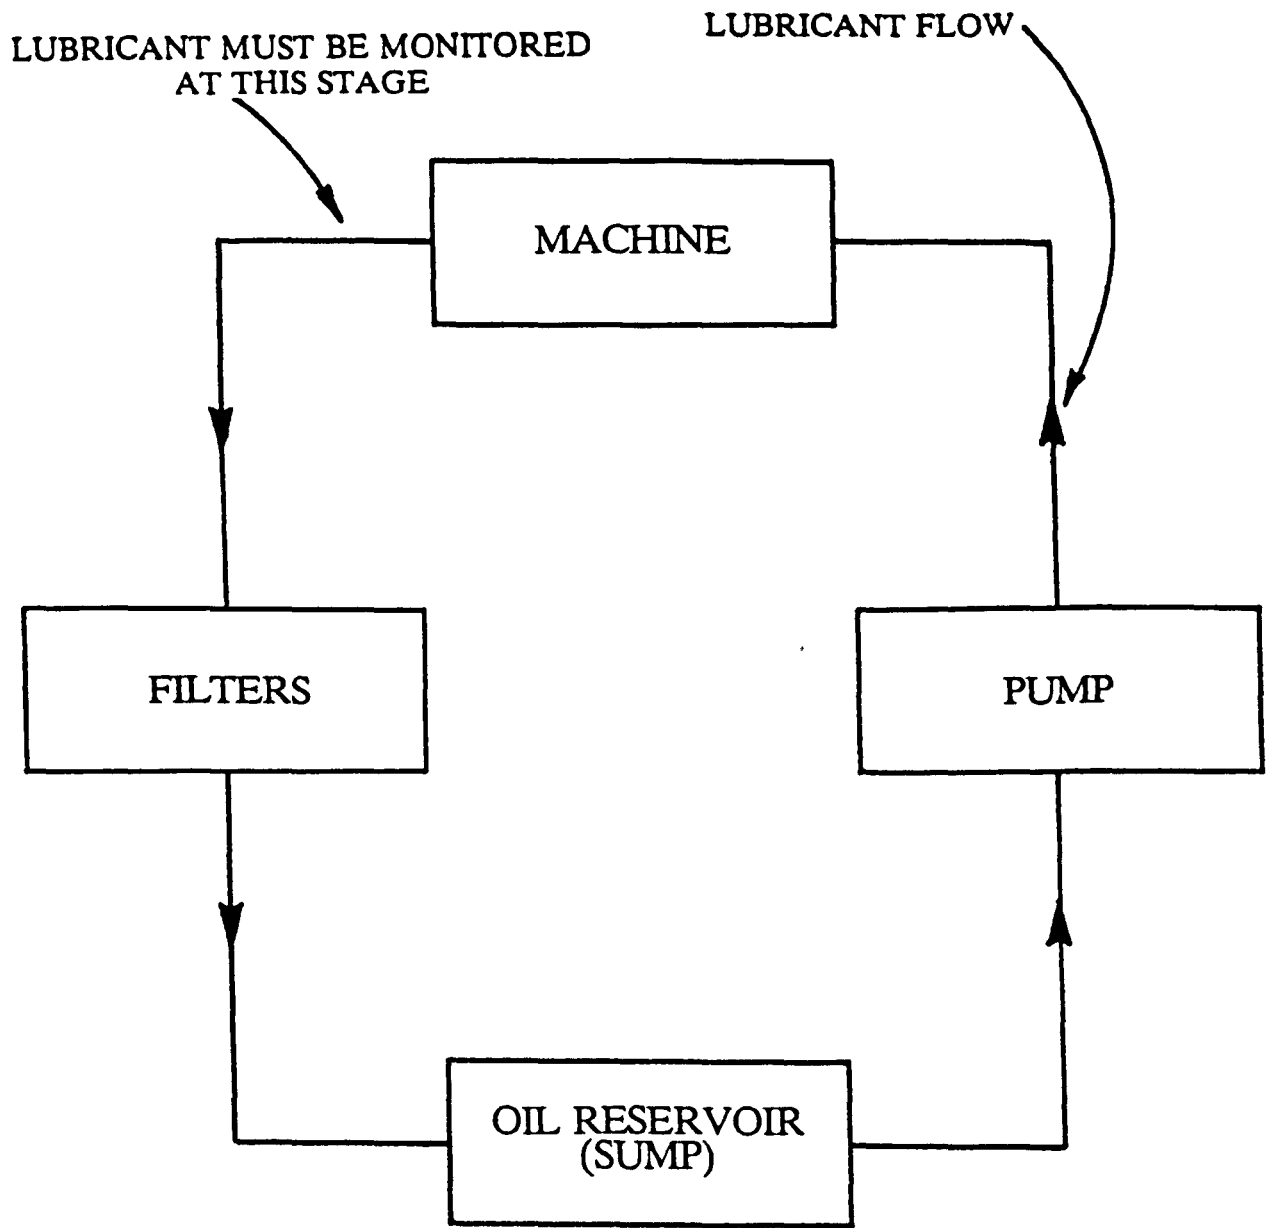 LUBRICANT MUST BE MONITORED
AT THIS STAGE
LUBRICANT FLOW
MACHINE
FILTERS
PUMP
OIL RESERVOIR
(SUMP)